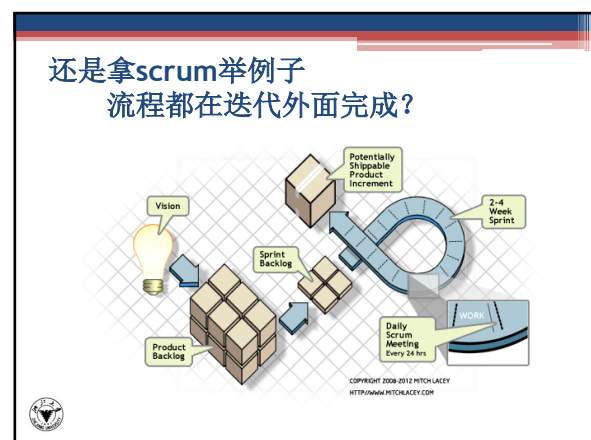 还是拿scrum举例子
流程都在迭代外面完成？
Potentially
Shippable
Product
Increment
Vision
2-4
Week
Sprint
Sprint
Backlog
WORK
Product
Backlog
Daily
Scrum
Meeting
Every 24 hrs
COPYRIGHT 2008-2012 MITCH LACEY
HTTP://WWW.MITCHLACEY.COM